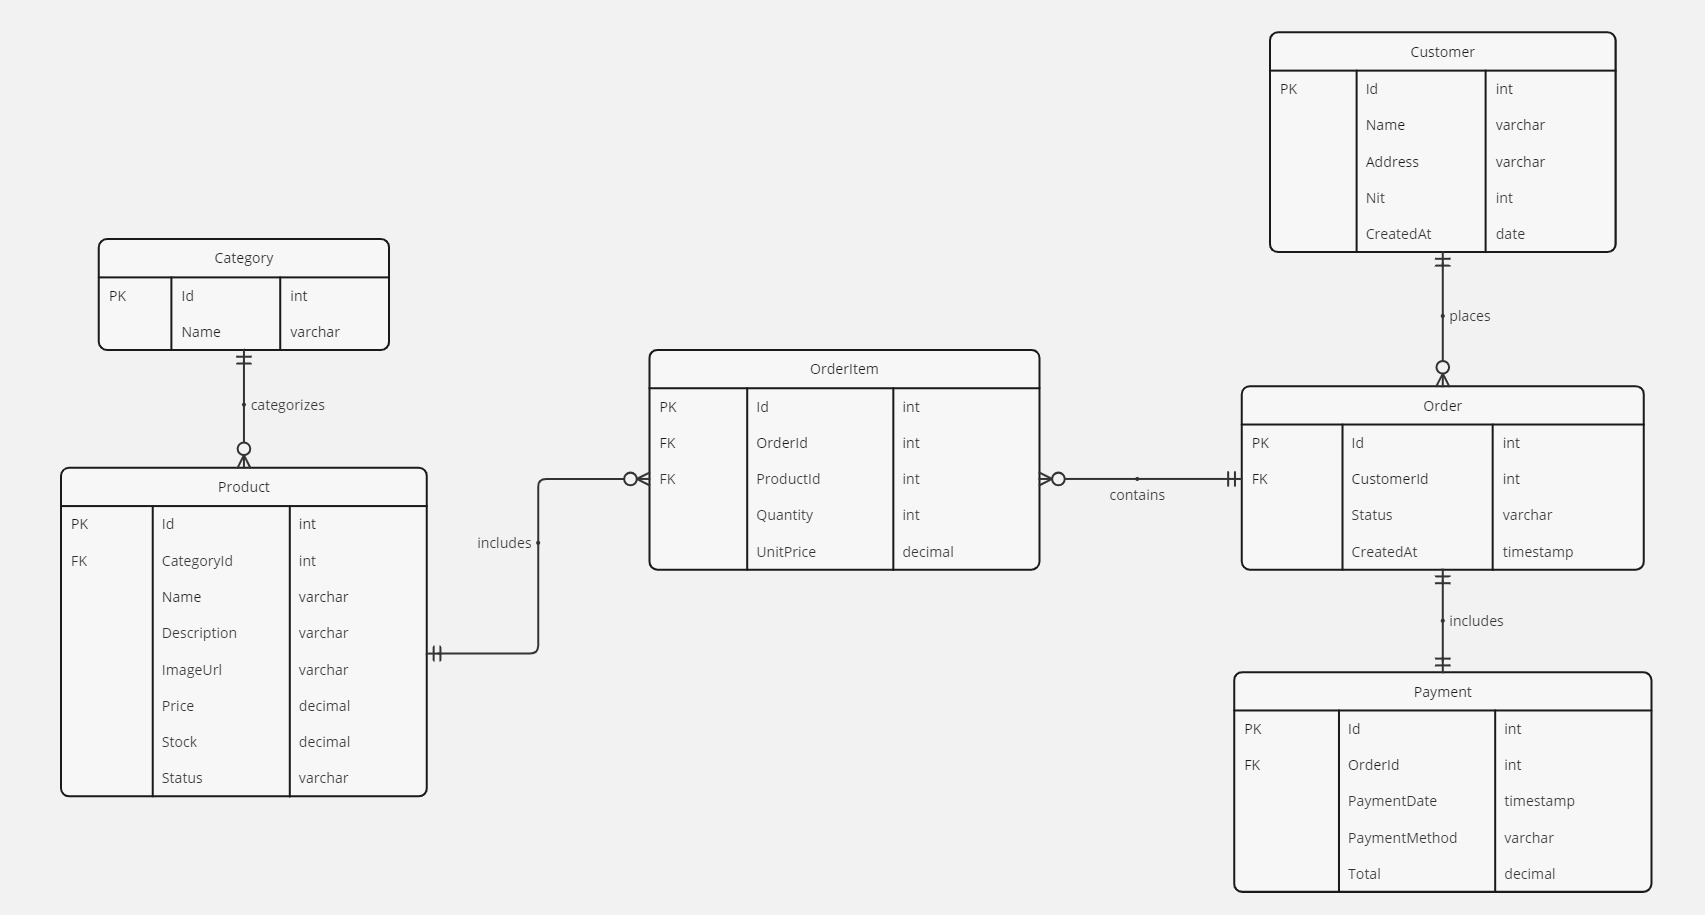 Customer
PK Id int
Name varchar
Address varchar
Nit int
CreatedAt date
places
Category
PK Id int
Name varchar
categorizes
Product
PK Id int
FK CategoryId int
Name varchar
Description varchar
ImageUrl varchar
Price decimal
Stock decimal
Status varchar
includes
OrderItem
PK Id int
FK OrderId int
FK ProductId int
Quantity int
UnitPrice decimal
contains
Order
PK Id int
FK CustomerId int
Status varchar
CreatedAt timestamp
includes
Payment
PK Id int
FK OrderId int
PaymentDate timestamp
PaymentMethod varchar
Total decimal